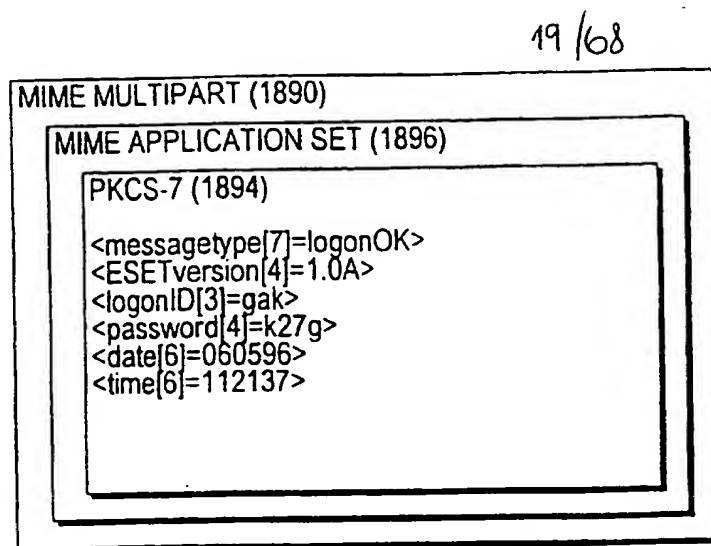 19/68
MIME MULTIPART (1890)
MIME APPLICATION SET (1896)
PKCS-7 (1894)
<messagetype[7]=logonOK>
<ESETversion[4]=1.0A>
<logonID[3]=gak>
<password[4]=k27g>
<date[6]=060596>
<time[6]=112137>